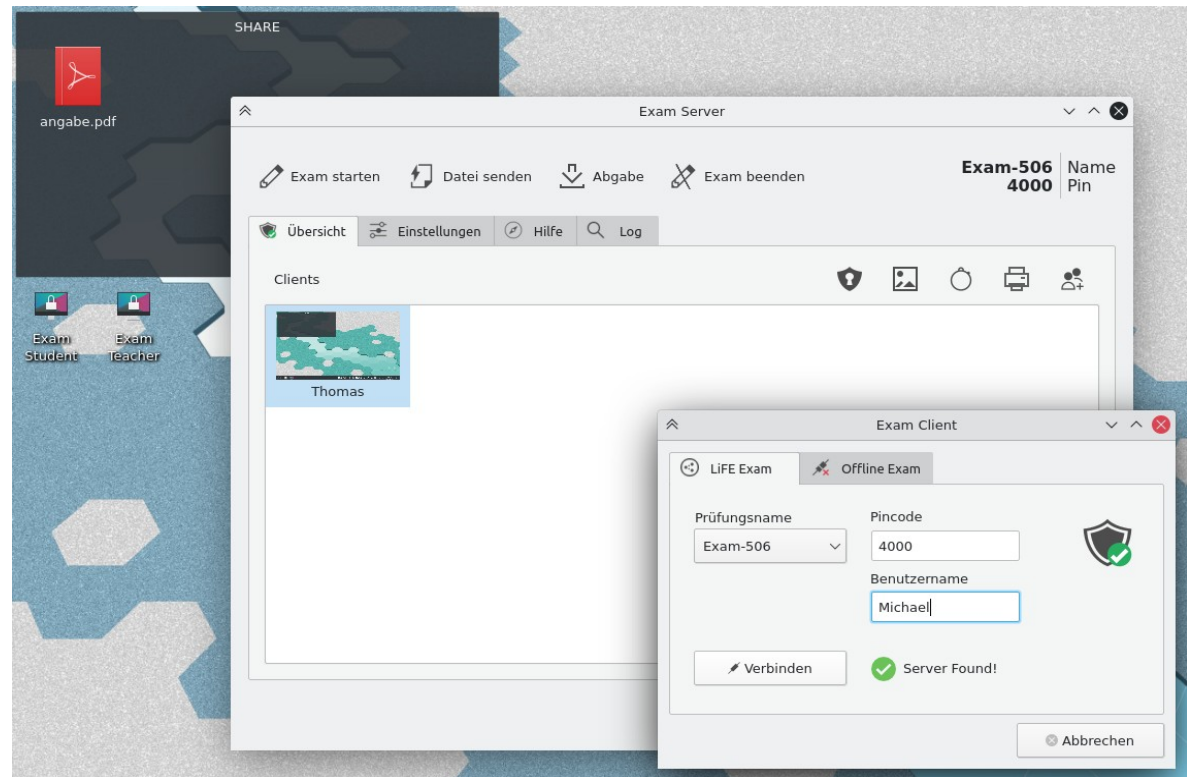 SHARE
angabe.pdf
Exam Student
Exam Teacher
Exam Server
Exam starten
Datei senden
Abgabe
Exam beenden
Exam-506 Name
4000 Pin
Übersicht
Einstellungen
Hilfe
Log
Clients
Thomas
Exam Client
LiFE Exam
Offline Exam
Prüfungsname
Pincode
Exam-506
4000
Benutzername
Michael
Verbinden
Server Found!
Abbrechen